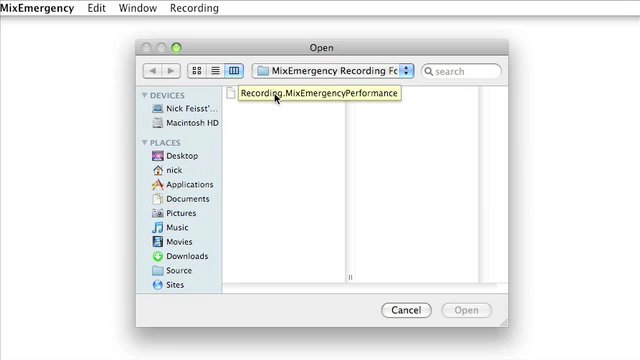 MixEmergency Edit Window Recording
Open
MixEmergency Recording Fo
search
Recording.MixEmergencyPerformance
DEVICES
Nick Feisst'...
Macintosh HD
PLACES
Desktop
nick
Applications
Documents
Pictures
Music
Movies
Downloads
Source
Sites
Cancel Open